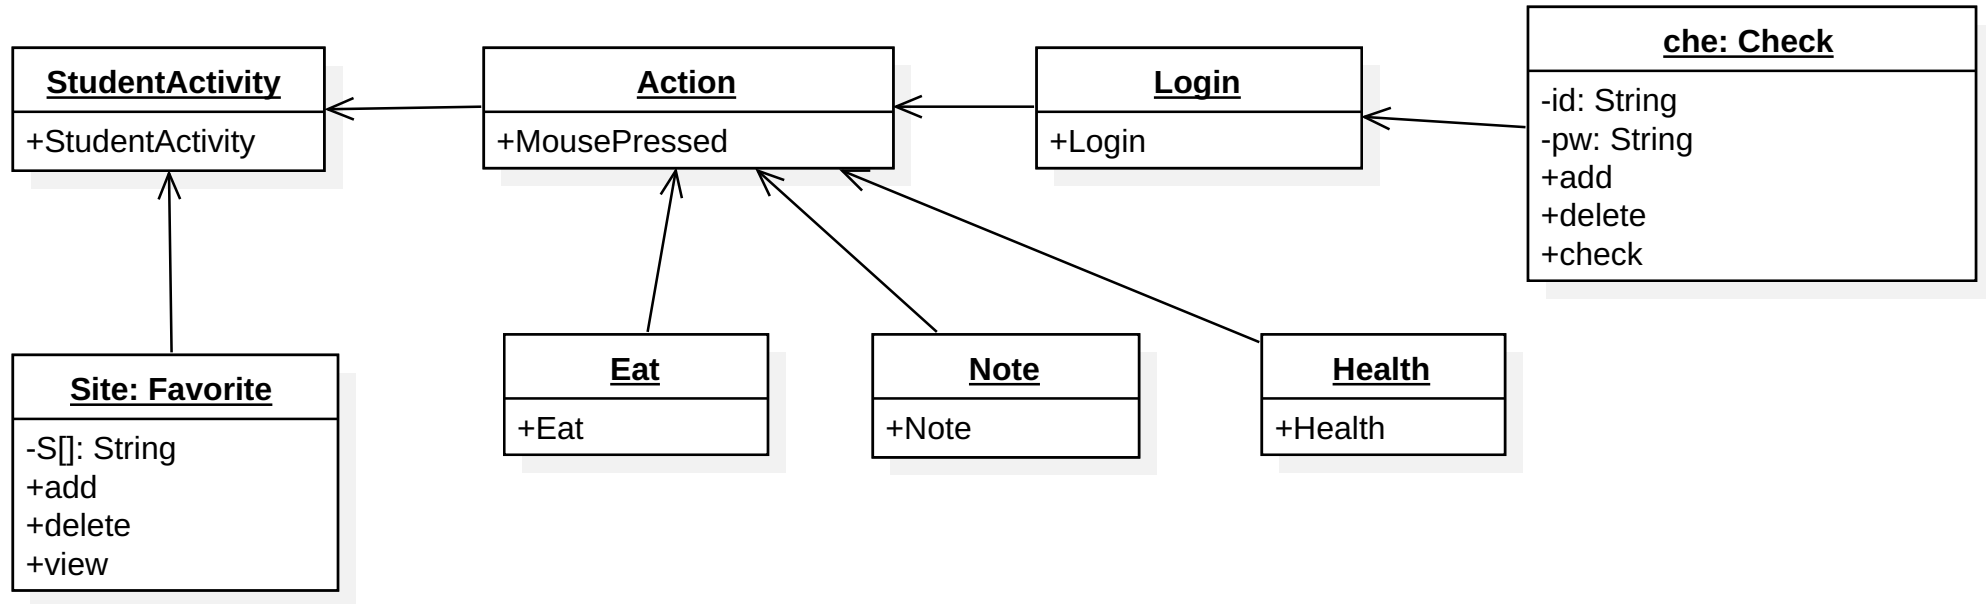 StudentActivity
+StudentActivity
Action
+MousePressed
Login
+Login
che: Check
-id: String
-pw: String
+add
+delete
+check
Site: Favorite
-S[]: String
+add
+delete
+view
Eat
+Eat
Note
+Note
Health
+Health